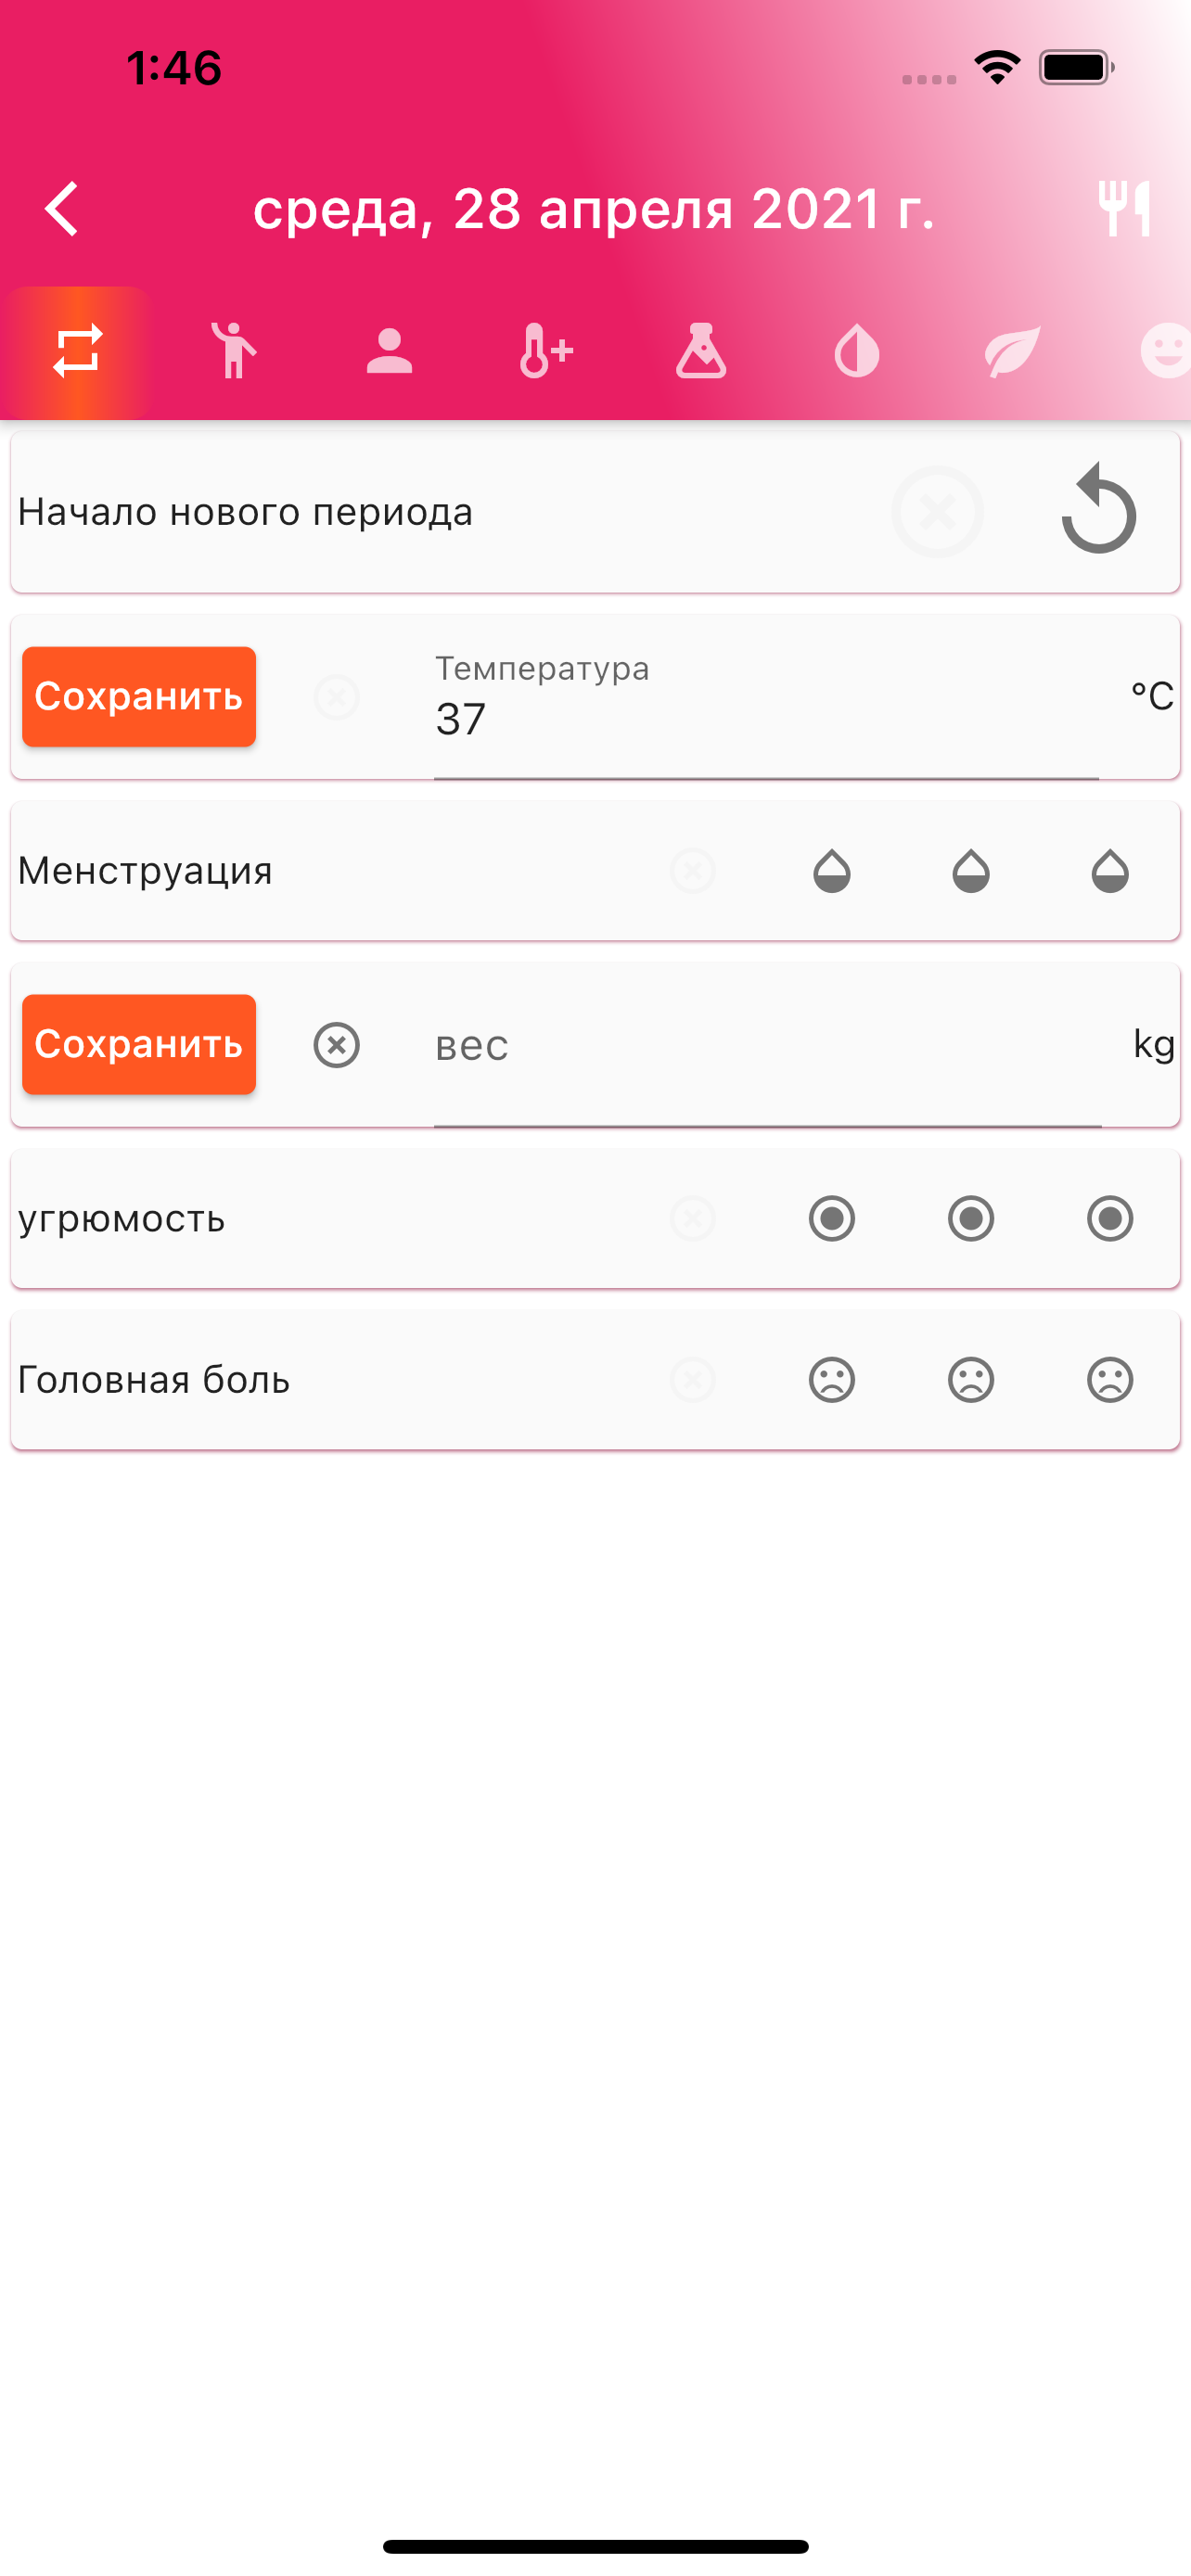 1:46
среда, 28 апреля 2021 г.
Начало нового периода
Температура
Сохранить
37
°C
Менструация
Сохранить
вес
kg
угрюмость
Головная боль